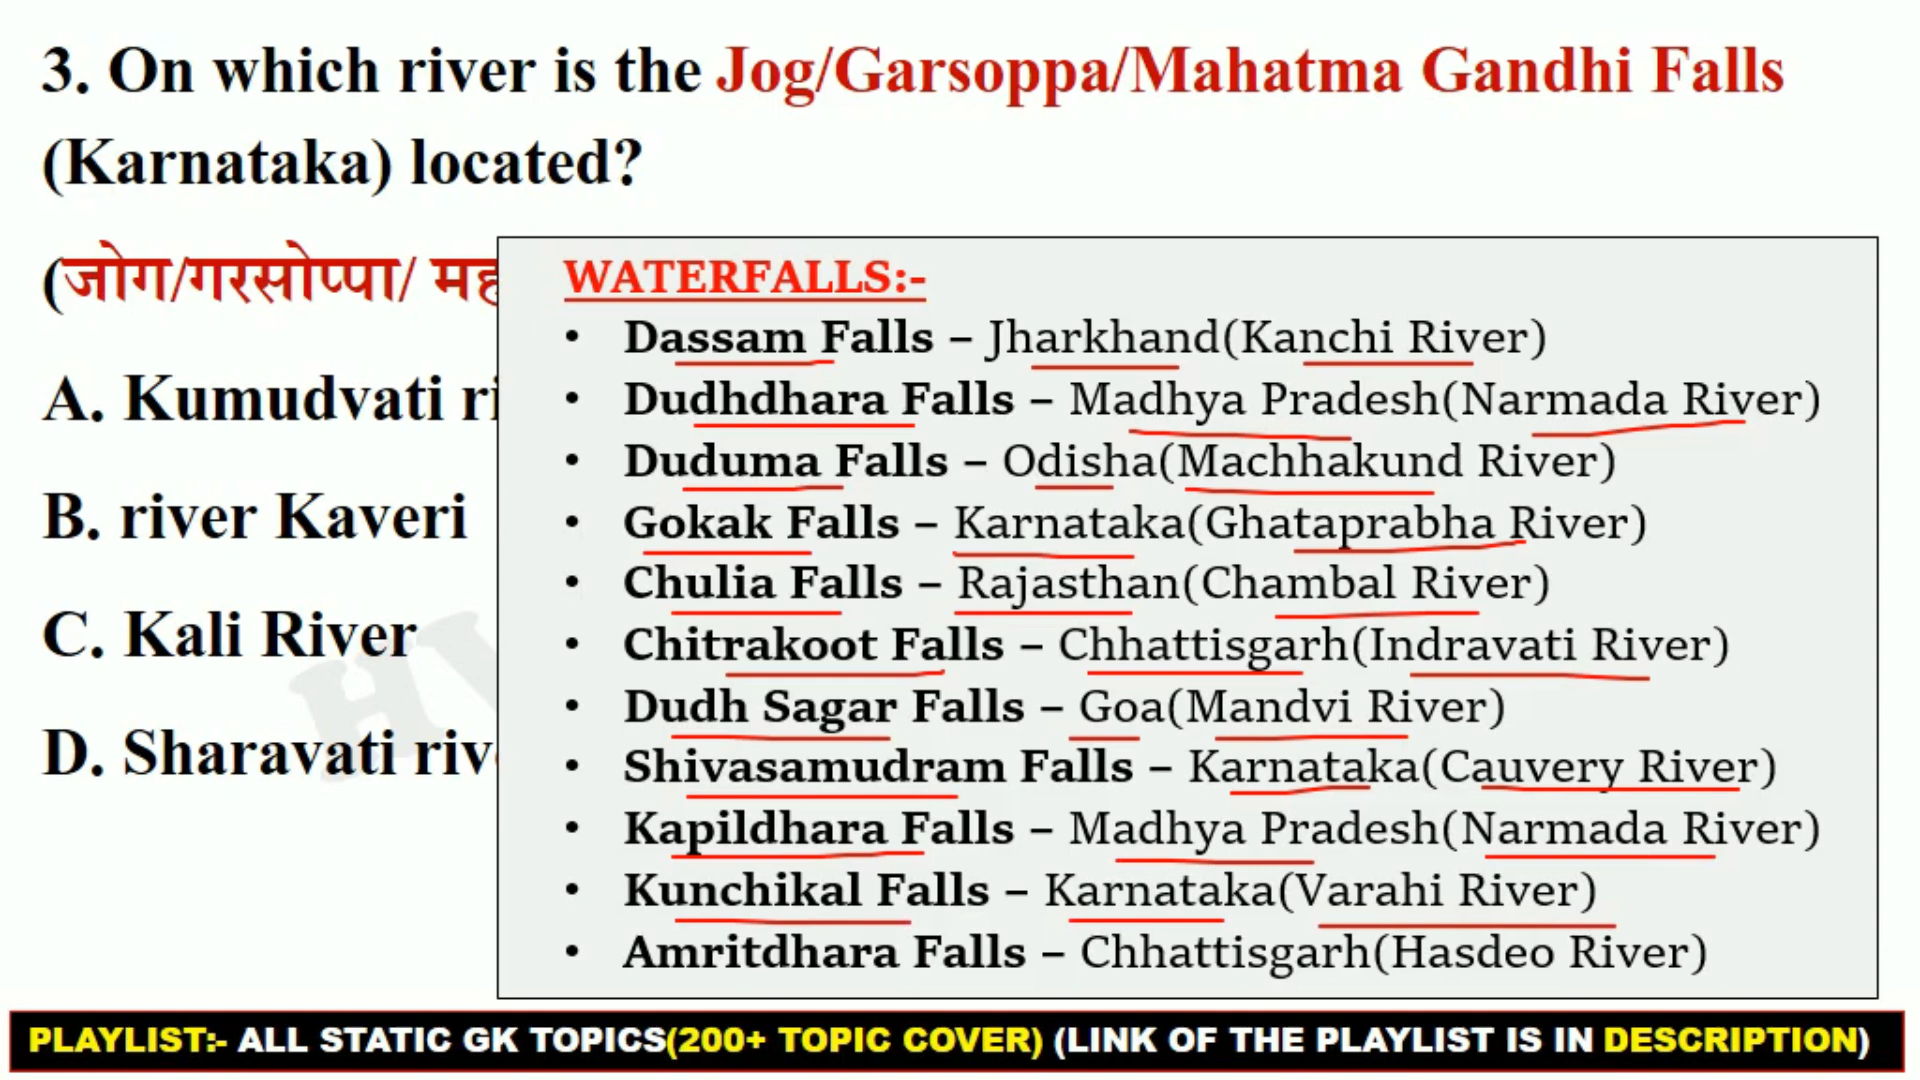 3. On which river is the Jog/Garsoppa/Mahatma Gandhi Falls
(Karnataka) located?
(जोग/गरसोप्पा/
A. Kumudvati
B. river Kaveri
C. Kali River
D. Sharavati
WATERFALLS:-
• Dassam Falls – Jharkhand(Kanchi River)
• Dudhdhara Falls – Madhya Pradesh(Narmada River)
• Duduma Falls – Odisha(Machhakund River)
• Gokak Falls – Karnataka(Ghataprabha River)
• Chulia Falls – Rajasthan(Chambal River)
• Chitrakoot Falls – Chhattisgarh(Indravati River)
• Dudh Sagar Falls – Goa(Mandvi River)
• Shivasamudram Falls – Karnataka(Cauvery River)
• Kapildhara Falls – Madhya Pradesh(Narmada River)
• Kunchikal Falls – Karnataka(Varahi River)
• Amritdhara Falls – Chhattisgarh(Hasdeo River)
PLAYLIST:- ALL STATIC GK TOPICS(200+ TOPIC COVER) (LINK OF THE PLAYLIST IS IN DESCRIPTION)